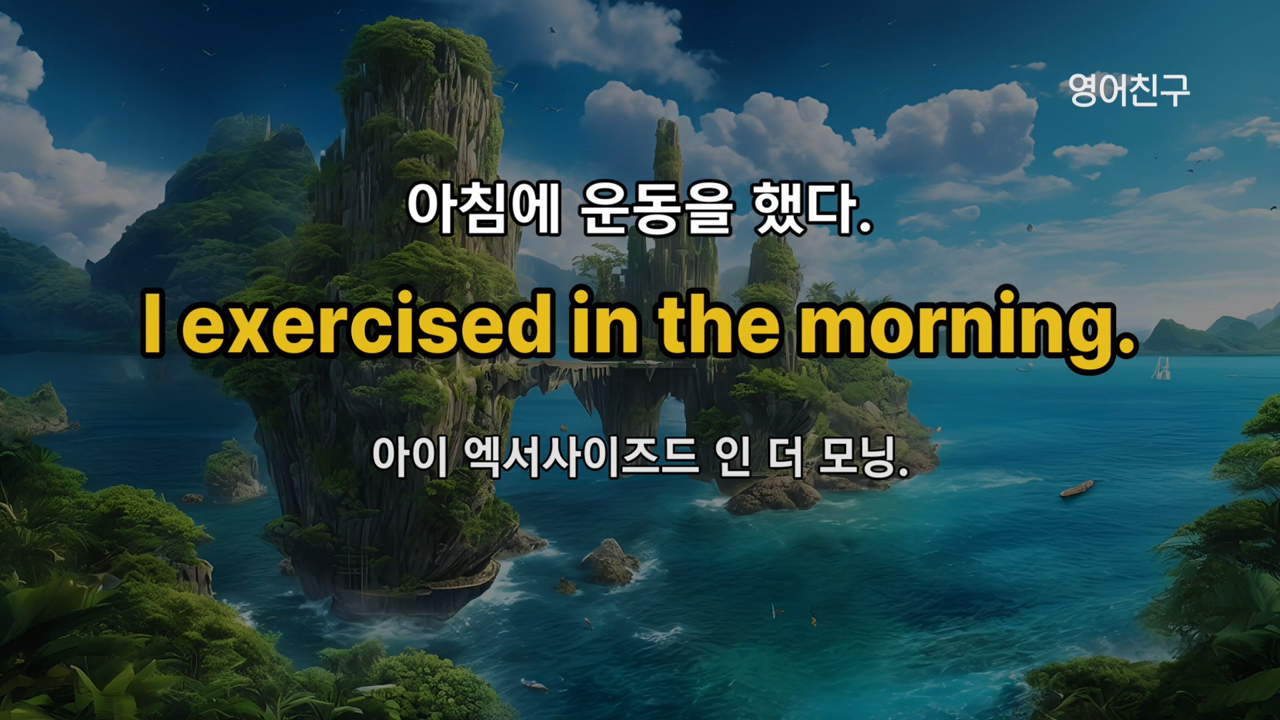 영어친구
아침에 운동을 했다.
I exercised in the morning.
아이 엑서사이즈드 인 더 모닝.